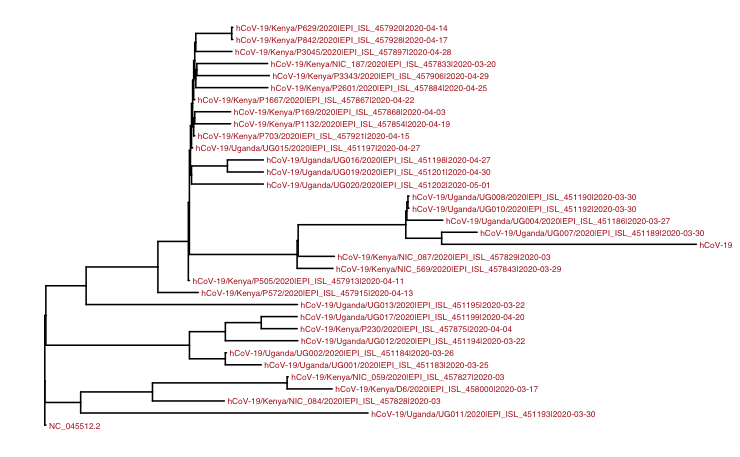 hCoV-19/Kenya/P629/2020|EPI_ISL_457920|2020-04-14
hCoV-19/Kenya/P842/2020|EPI_ISL_457928|2020-04-17
hCoV-19/Kenya/P3045/2020|EPI_ISL_457897|2020-04-28
hCoV-19/Kenya/NIC_187/2020|EPI_ISL_457833|2020-03-20
hCoV-19/Kenya/P3343/2020|EPI_ISL_457906|2020-04-29
hCoV-19/Kenya/P2601/2020|EPI_ISL_457884|2020-04-25
hCoV-19/Kenya/P1667/2020|EPI_ISL_457867|2020-04-22
hCoV-19/Kenya/P169/2020|EPI_ISL_457868|2020-04-03
hCoV-19/Kenya/P1132/2020|EPI_ISL_457854|2020-04-19
hCoV-19/Kenya/P703/2020|EPI_ISL_457921|2020-04-15
hCoV-19/Uganda/UG015/2020|EPI_ISL_451197|2020-04-27
hCoV-19/Uganda/UG016/2020|EPI_ISL_451198|2020-04-27
hCoV-19/Uganda/UG019/2020|EPI_ISL_451201|2020-04-30
hCoV-19/Uganda/UG020/2020|EPI_ISL_451202|2020-05-01
hCoV-19/Uganda/UG008/2020|EPI_ISL_451190|2020-03-30
hCoV-19/Uganda/UG010/2020|EPI_ISL_451192|2020-03-30
hCoV-19/Uganda/UG004/2020|EPI_ISL_451186|2020-03-27
hCoV-19/Uganda/UG007/2020|EPI_ISL_451189|2020-03-30
hCoV-19
hCoV-19/Kenya/NIC_087/2020|EPI_ISL_457829|2020-03
hCoV-19/Kenya/NIC_569/2020|EPI_ISL_457843|2020-03-29
hCoV-19/Kenya/P505/2020|EPI_ISL_457913|2020-04-11
hCoV-19/Kenya/P572/2020|EPI_ISL_457915|2020-04-13
hCoV-19/Uganda/UG013/2020|EPI_ISL_451195|2020-03-22
hCoV-19/Uganda/UG017/2020|EPI_ISL_451199|2020-04-20
hCoV-19/Kenya/P230/2020|EPI_ISL_457875|2020-04-04
hCoV-19/Uganda/UG012/2020|EPI_ISL_451194|2020-03-22
hCoV-19/Uganda/UG002/2020|EPI_ISL_451184|2020-03-26
hCoV-19/Uganda/UG001/2020|EPI_ISL_451183|2020-03-25
hCoV-19/Kenya/NIC_059/2020|EPI_ISL_457827|2020-03
hCoV-19/Kenya/D6/2020|EPI_ISL_458000|2020-03-17
hCoV-19/Kenya/NIC_084/2020|EPI_ISL_457828|2020-03
hCoV-19/Uganda/UG011/2020|EPI_ISL_451193|2020-03-30
NC_045512.2